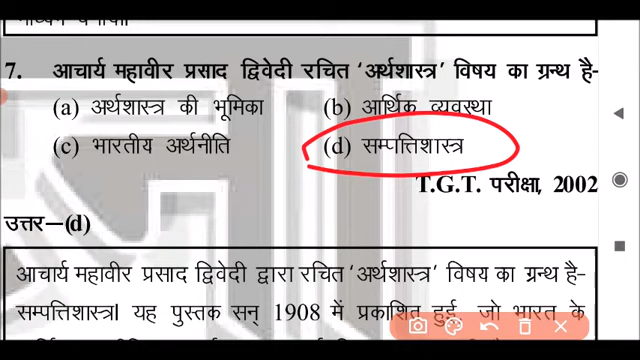 7. आचार्य महावीर प्रसाद द्विवेदी रचित 'अर्थशास्त्र' विषय का ग्रन्थ है-
(a) अर्थशास्त्र की भूमिका (b) आर्थिक व्यवस्था
(c) भारतीय अर्थनीति (d) सम्पत्तिशास्त्र
T.G.T. परीक्षा, 2002
उत्तर—(d)
आचार्य महावीर प्रसाद द्विवेदी द्वारा रचित 'अर्थशास्त्र' विषय का ग्रन्थ है-
सम्पत्तिशास्त्र। यह पुस्तक सन् 1908 में प्रकाशित हुई, जो भारत के